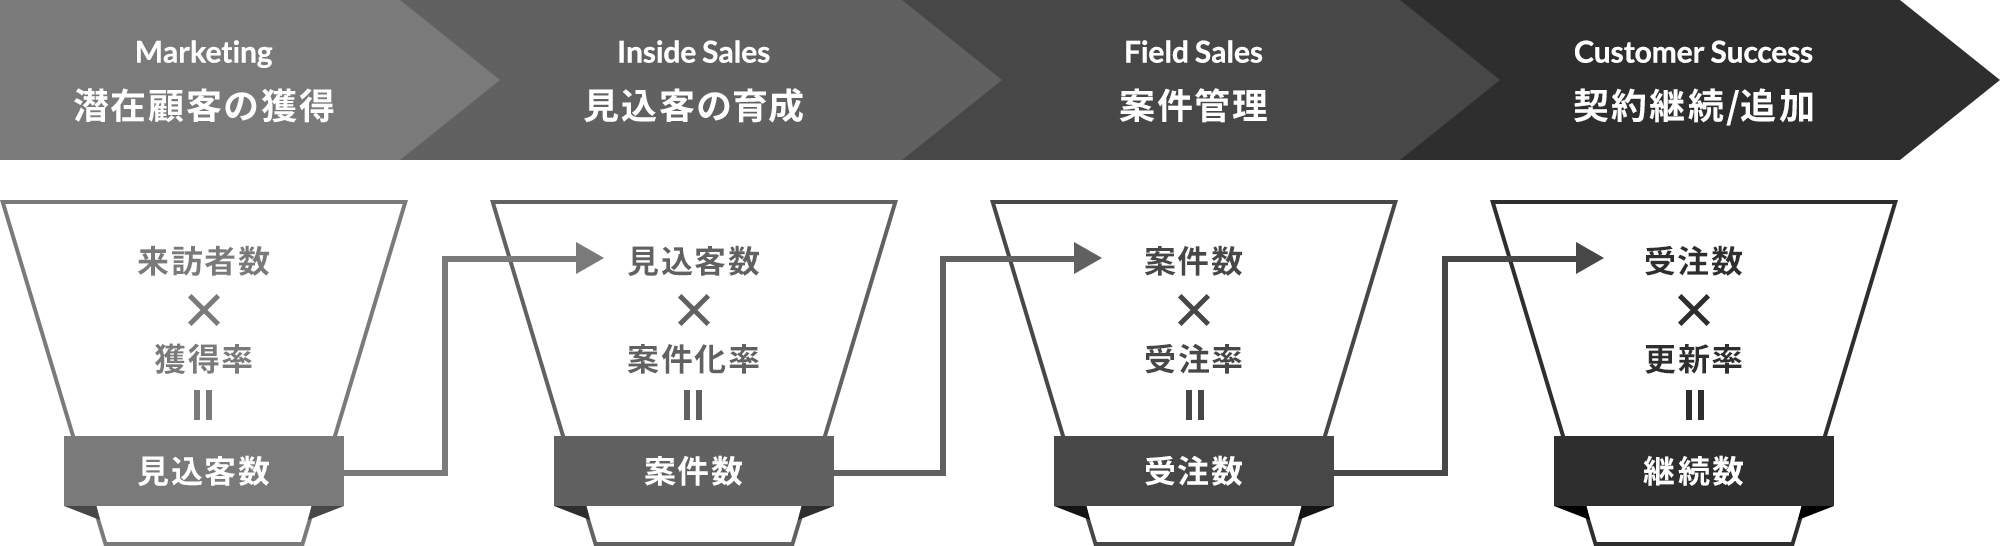 Marketing
潜在顧客の獲得
Inside Sales
見込客の育成
Field Sales
案件管理
Customer Success
契約継続/追加
来訪者数
×
獲得率
=
見込客数
見込客数
×
案件化率
=
案件数
案件数
×
受注率
=
受注数
受注数
×
更新率
=
継続数